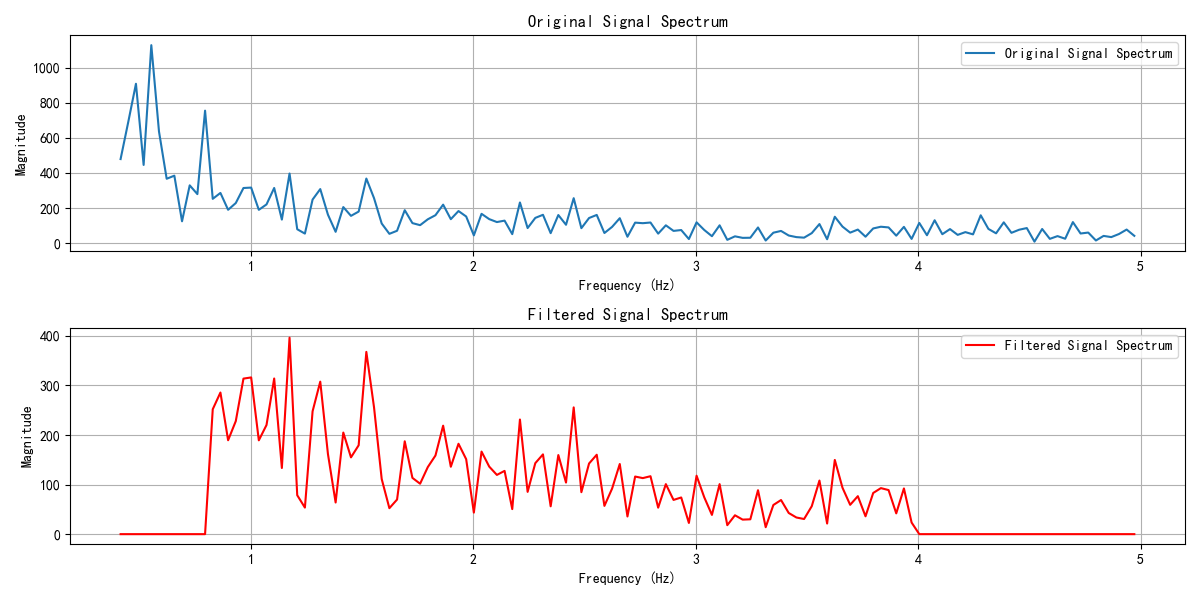 Original Signal Spectrum
Original Signal Spectrum
Magnitude
1000
800
600
400
200
0
1
2
3
4
5
Frequency (Hz)
Filtered Signal Spectrum
Filtered Signal Spectrum
Magnitude
400
300
200
100
0
1
2
3
4
5
Frequency (Hz)